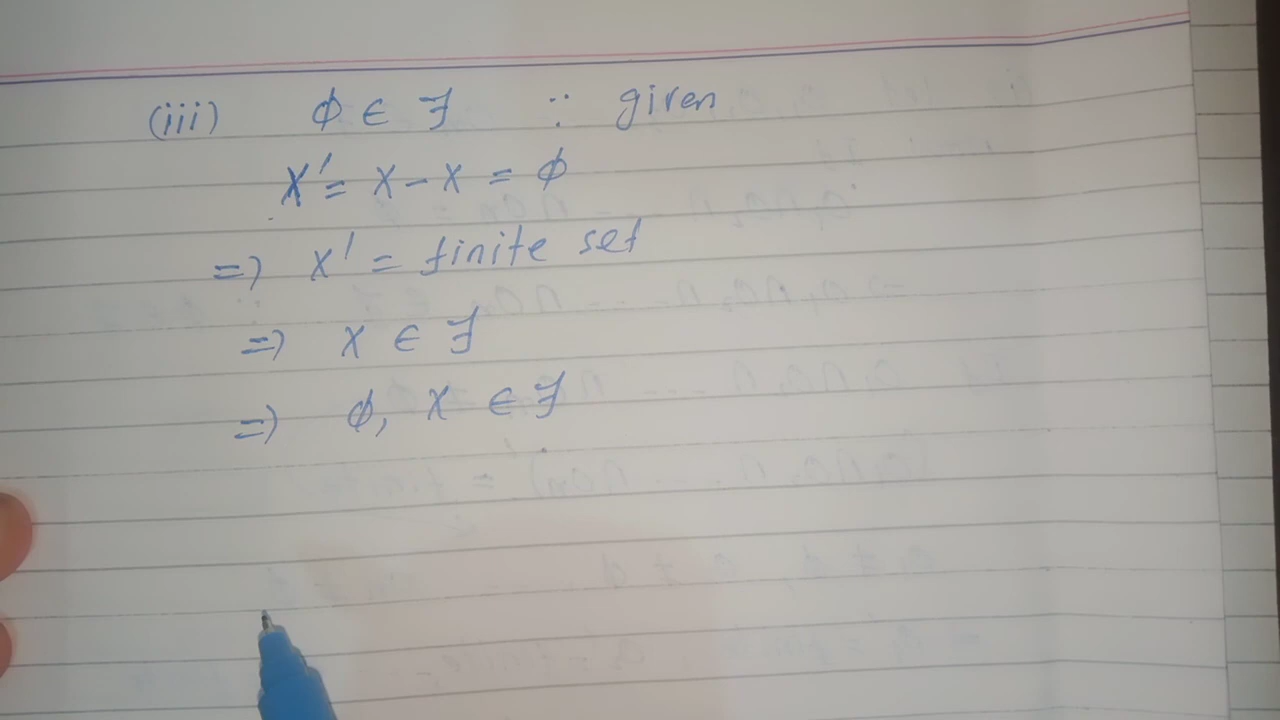 (iii) ϕ ∈ ℑ ∵ given
X' = X - X = ϕ
=> X' = finite set
=> X ∈ ℑ
=> ϕ, X ∈ ℑ